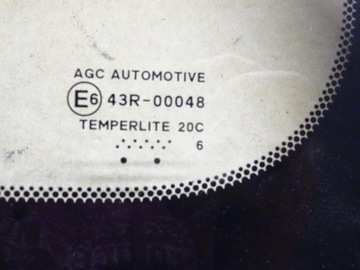 AGC AUTOMOTIVE
E6 43R-00048
TEMPERLITE 20C
6